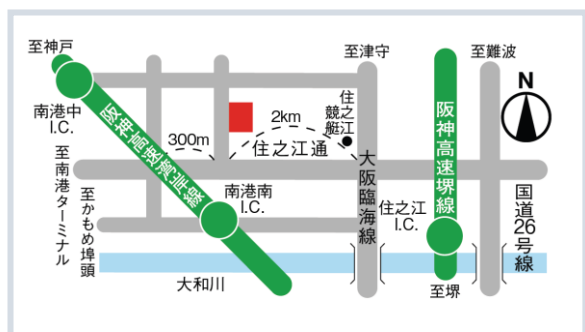 至神戸
至津守
至難波
N
南港中
I.C.
阪神高速湾岸線
300m
2km
住之江
競艇
住之江通
大阪臨海線
阪神高速堺線
国道26号線
至南港ターミナル
至かもめ埠頭
南港南
I.C.
住之江
I.C.
大和川
至堺